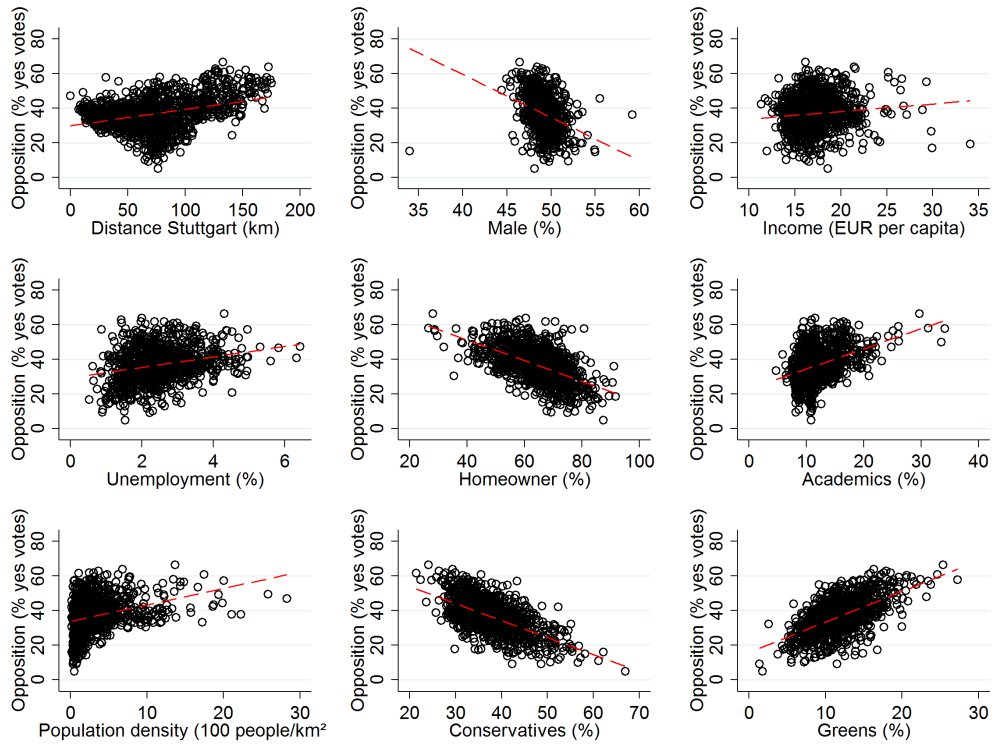 Opposition (% yes votes)
80
60
40
20
0
0 50 100 150 200
Distance Stuttgart (km)
Opposition (% yes votes)
80
60
40
20
0
35 40 45 50 55 60
Male (%)
Opposition (% yes votes)
80
60
40
20
0
10 15 20 25 30 35
Income (EUR per capita)
Opposition (% yes votes)
80
60
40
20
0
0 2 4 6
Unemployment (%)
Opposition (% yes votes)
80
60
40
20
0
20 40 60 80 100
Homeowner (%)
Opposition (% yes votes)
80
60
40
20
0
0 10 20 30 40
Academics (%)
Opposition (% yes votes)
80
60
40
20
0
0 10 20 30
Population density (100 people/km²
Opposition (% yes votes)
80
60
40
20
0
20 30 40 50 60 70
Conservatives (%)
Opposition (% yes votes)
80
60
40
20
0
0 10 20 30
Greens (%)